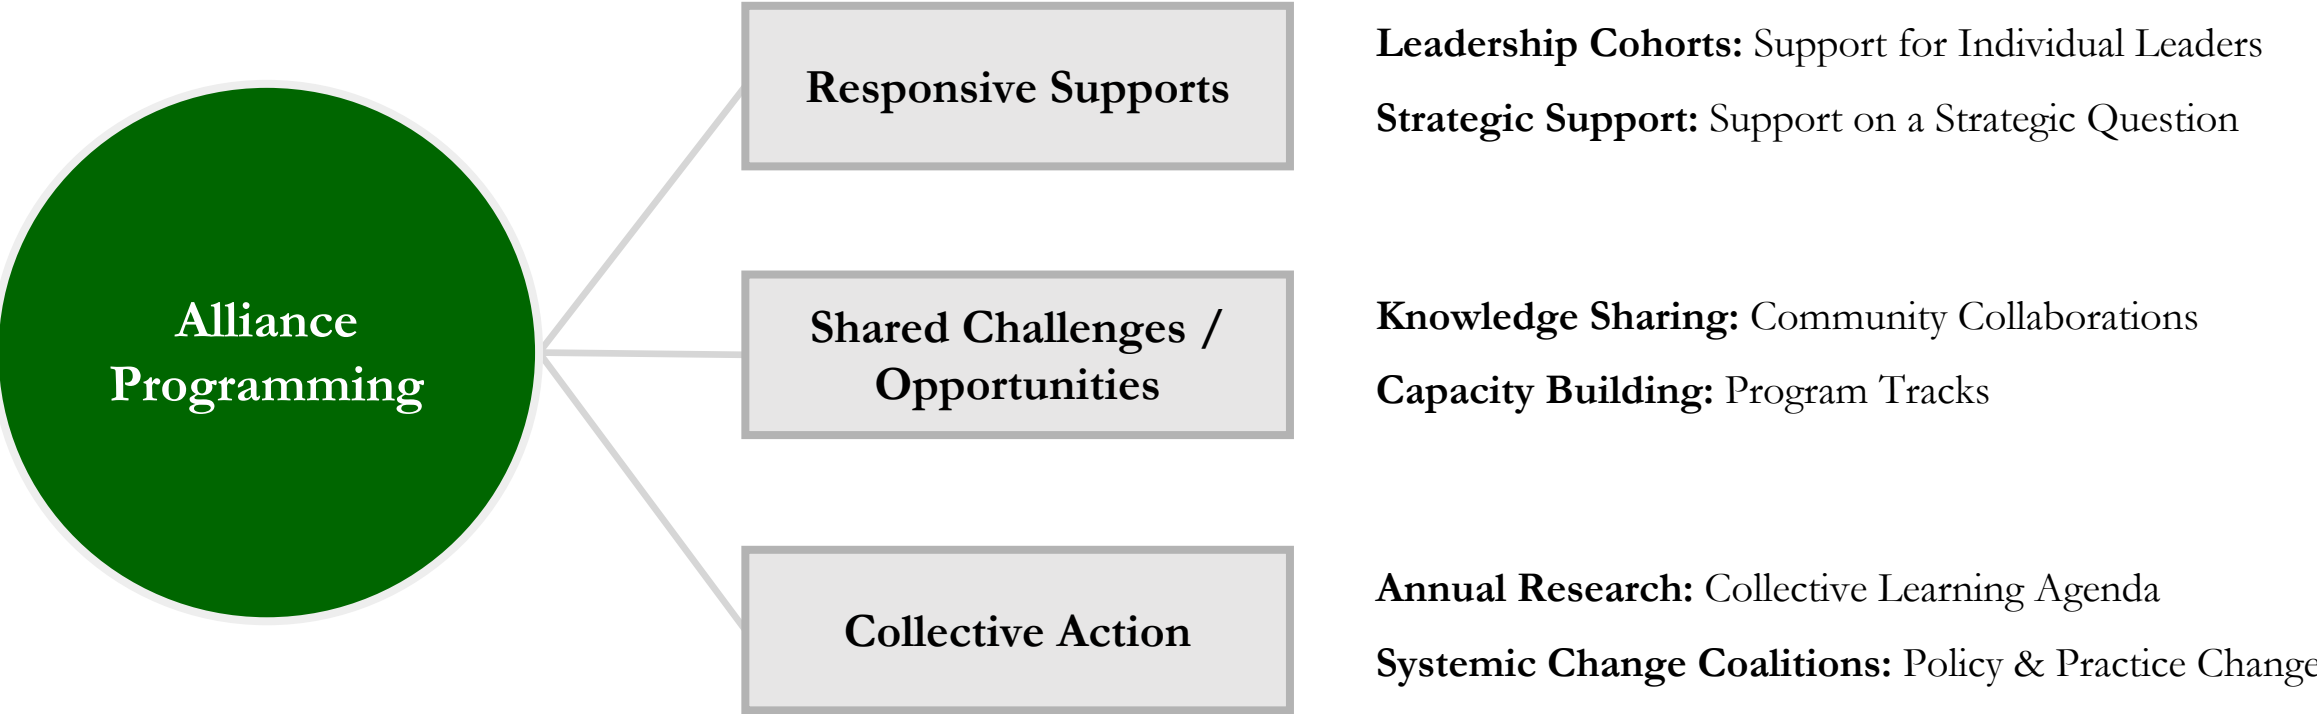 Alliance
Programming
Responsive Supports
Leadership Cohorts: Support for Individual Leaders
Strategic Support: Support on a Strategic Question
Shared Challenges /
Opportunities
Knowledge Sharing: Community Collaborations
Capacity Building: Program Tracks
Collective Action
Annual Research: Collective Learning Agenda
Systemic Change Coalitions: Policy & Practice Change